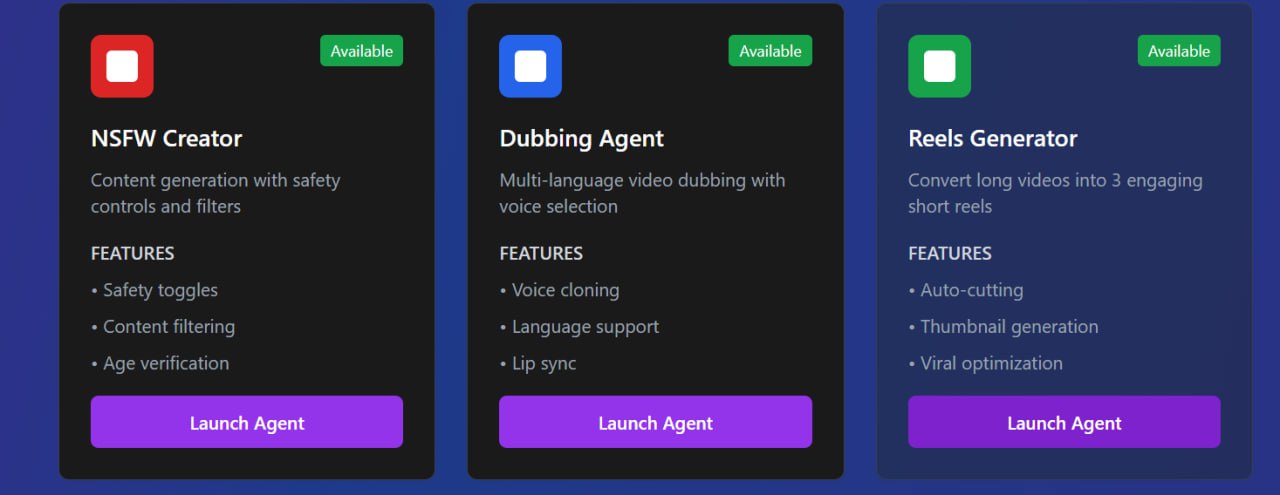 Available
NSFW Creator
Content generation with safety
controls and filters
FEATURES
• Safety toggles
• Content filtering
• Age verification
Launch Agent
Available
Dubbing Agent
Multi-language video dubbing with
voice selection
FEATURES
• Voice cloning
• Language support
• Lip sync
Launch Agent
Available
Reels Generator
Convert long videos into 3 engaging
short reels
FEATURES
• Auto-cutting
• Thumbnail generation
• Viral optimization
Launch Agent